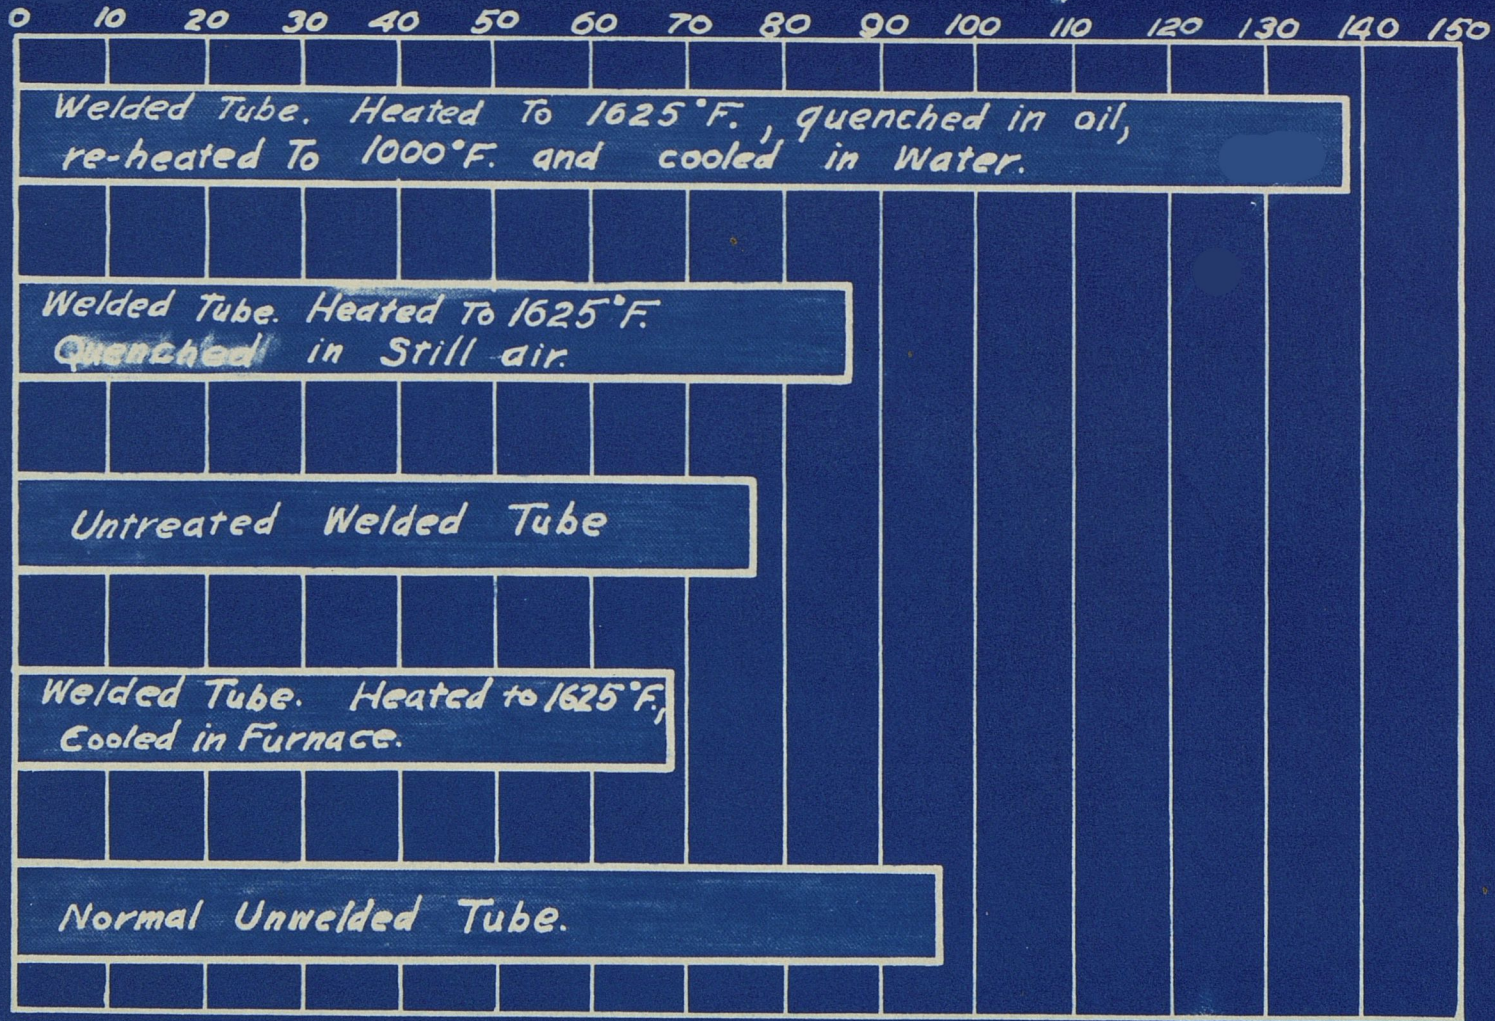 0 10 20 30 40 50 60 70 80 90 100 110 120 130 140 150
Welded Tube. Heated To 1625°F., quenched in oil,
re-heated To 1000°F. and cooled in Water.
Welded Tube. Heated To 1625°F.
Quenched in Still air.
Untreated Welded Tube
Welded Tube. Heated to 1625°F.,
Cooled in Furnace.
Normal Unwelded Tube.